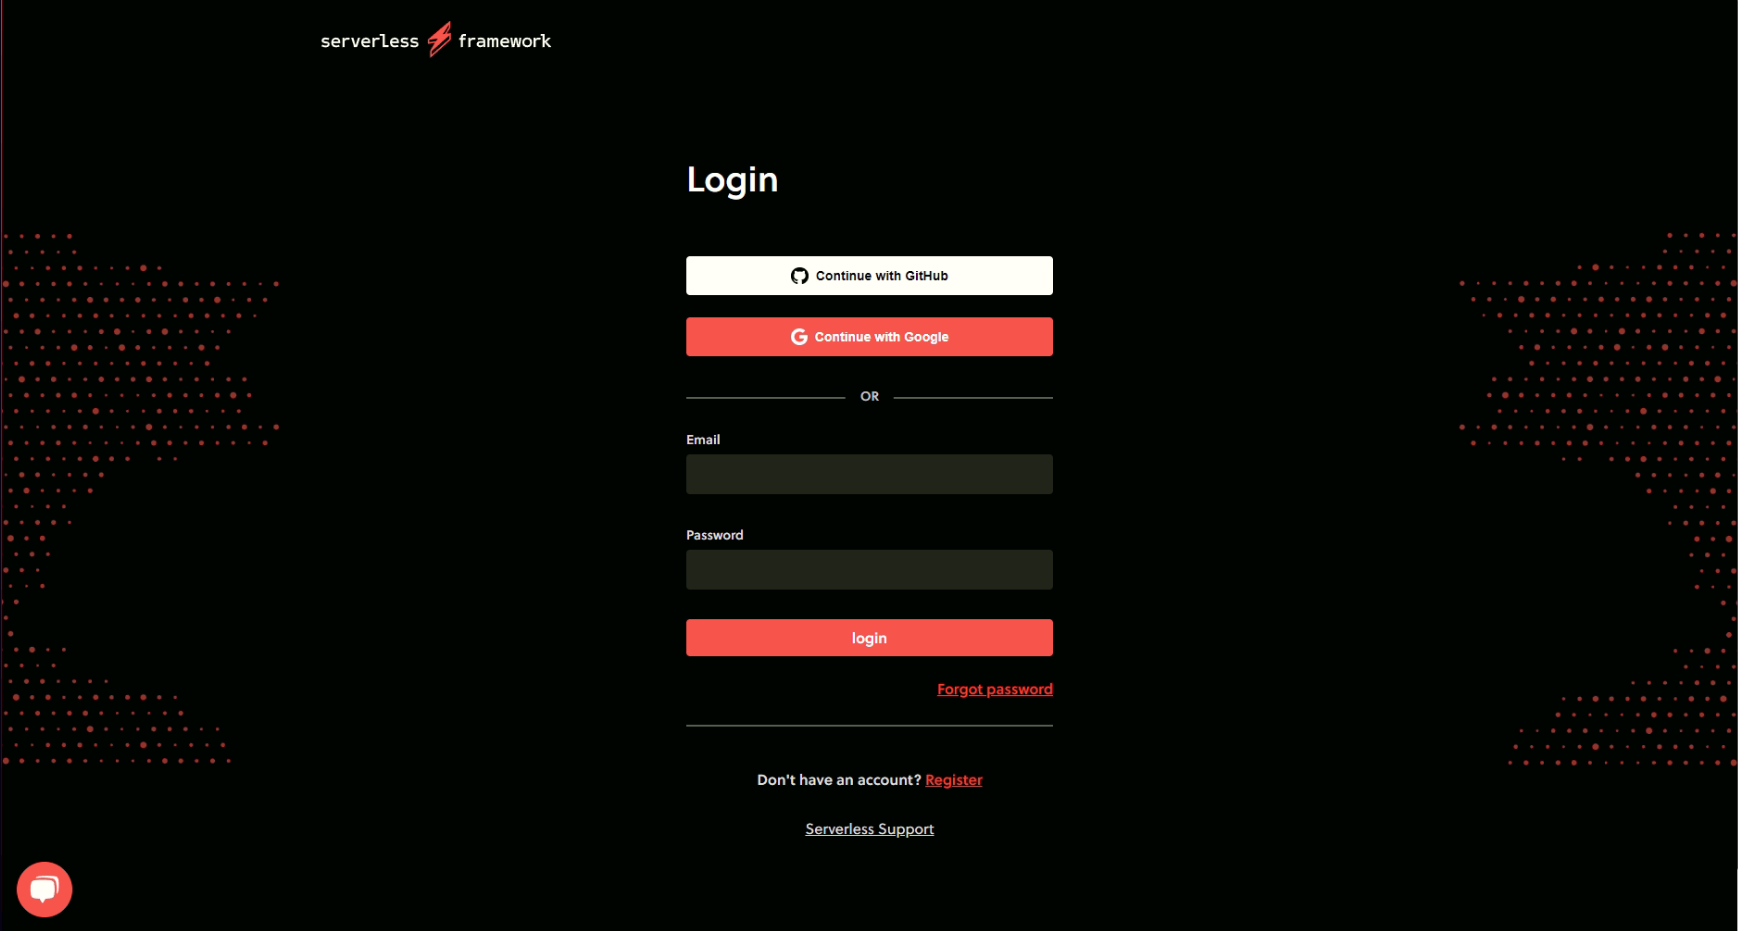 serverless framework
Login
Continue with GitHub
Continue with Google
OR
Email
Password
login
Forgot password
Don't have an account? Register
Serverless Support